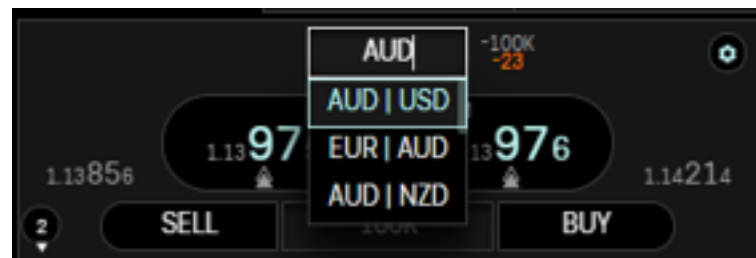 AUD
-100K
-23
AUD | USD
1.13 97
EUR | AUD
13 97 6
1.13856
1.14214
AUD | NZD
2
SELL
100K
BUY